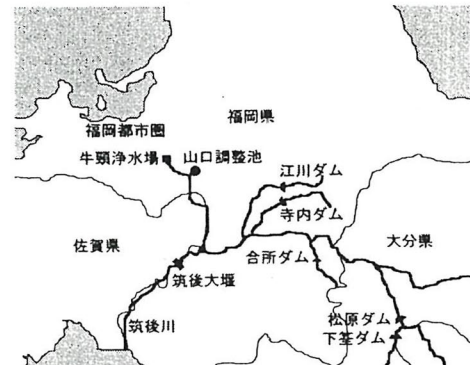 福岡県
福岡都市圏
牛頸浄水場
山口調整池
江川ダム
寺内ダム
佐賀県
合所ダム
大分県
筑後大堰
筑後川
松原ダム
下筌ダム